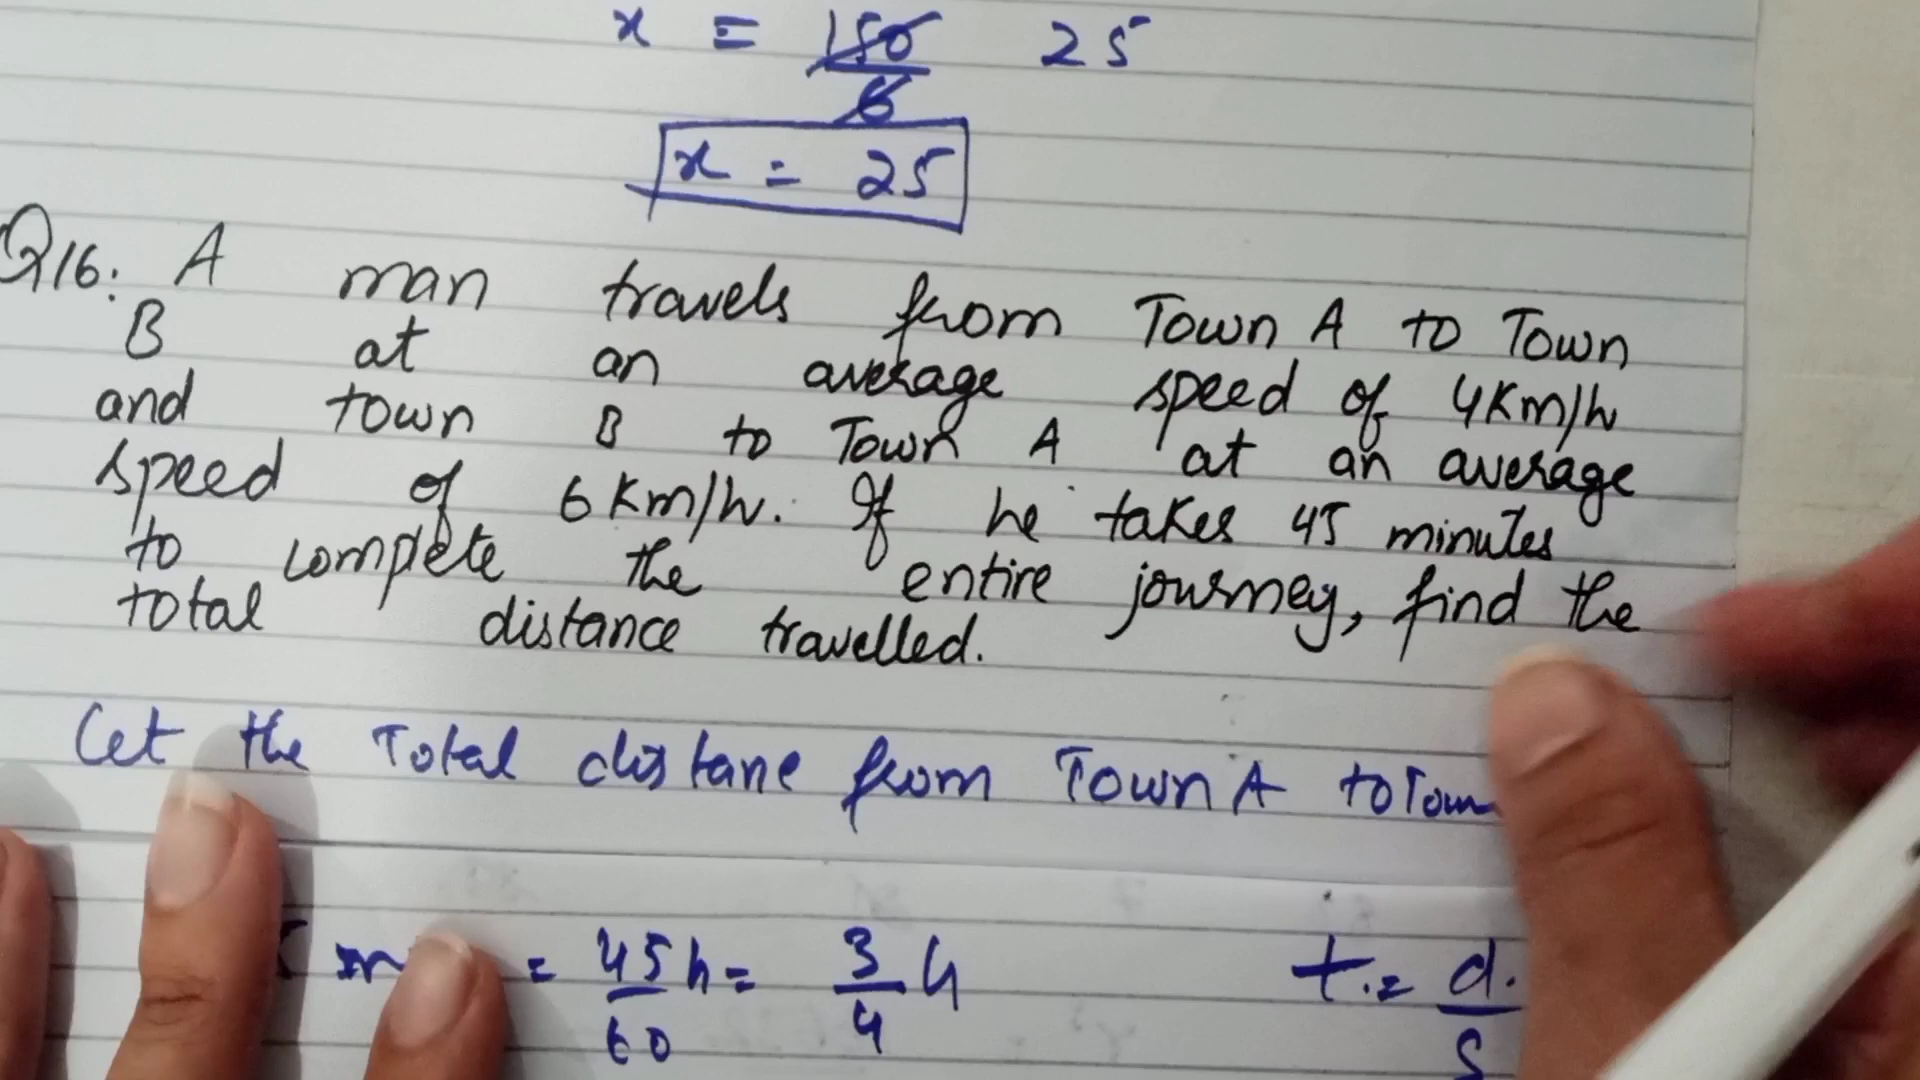 x = 150 25
6
x = 25
Q16: A man travels from Town A to Town
B at an average speed of 4Km/h
and town B to Town A at an average
speed of 6Km/h. If he takes 45 minutes
to complete the entire journey, find the
total distance travelled.
Let the Total distane from Town A to Town
= 45 h = 3 h t = d.
60 4 s